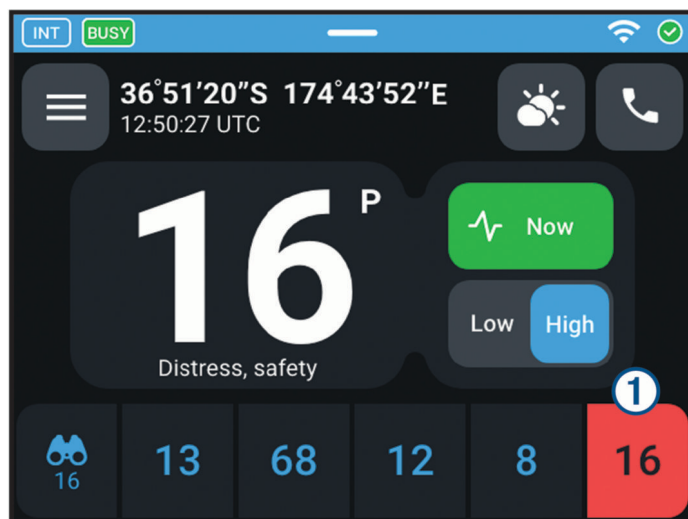 INT BUSY
36°51'20"S 174°43'52"E
12:50:27 UTC
16 P
Now
Low High
Distress, safety
1
16 13 68 12 8 16